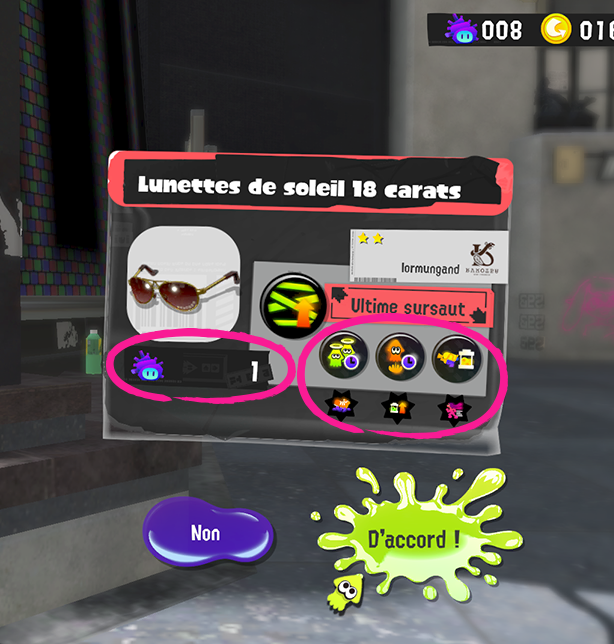 008 016
Lunettes de soleil 18 carats
Iormungand
Ultime sursaut
1
Non
D'accord !